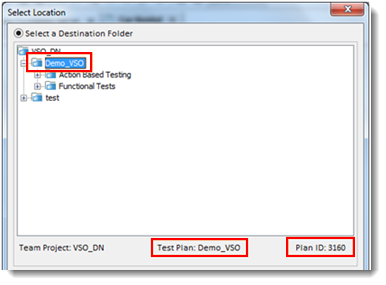 Select Location
Select a Destination Folder
VSO_DN
Demo_VSO
Action Based Testing
Functional Tests
test
Team Project: VSO_DN Test Plan: Demo_VSO Plan ID: 3160